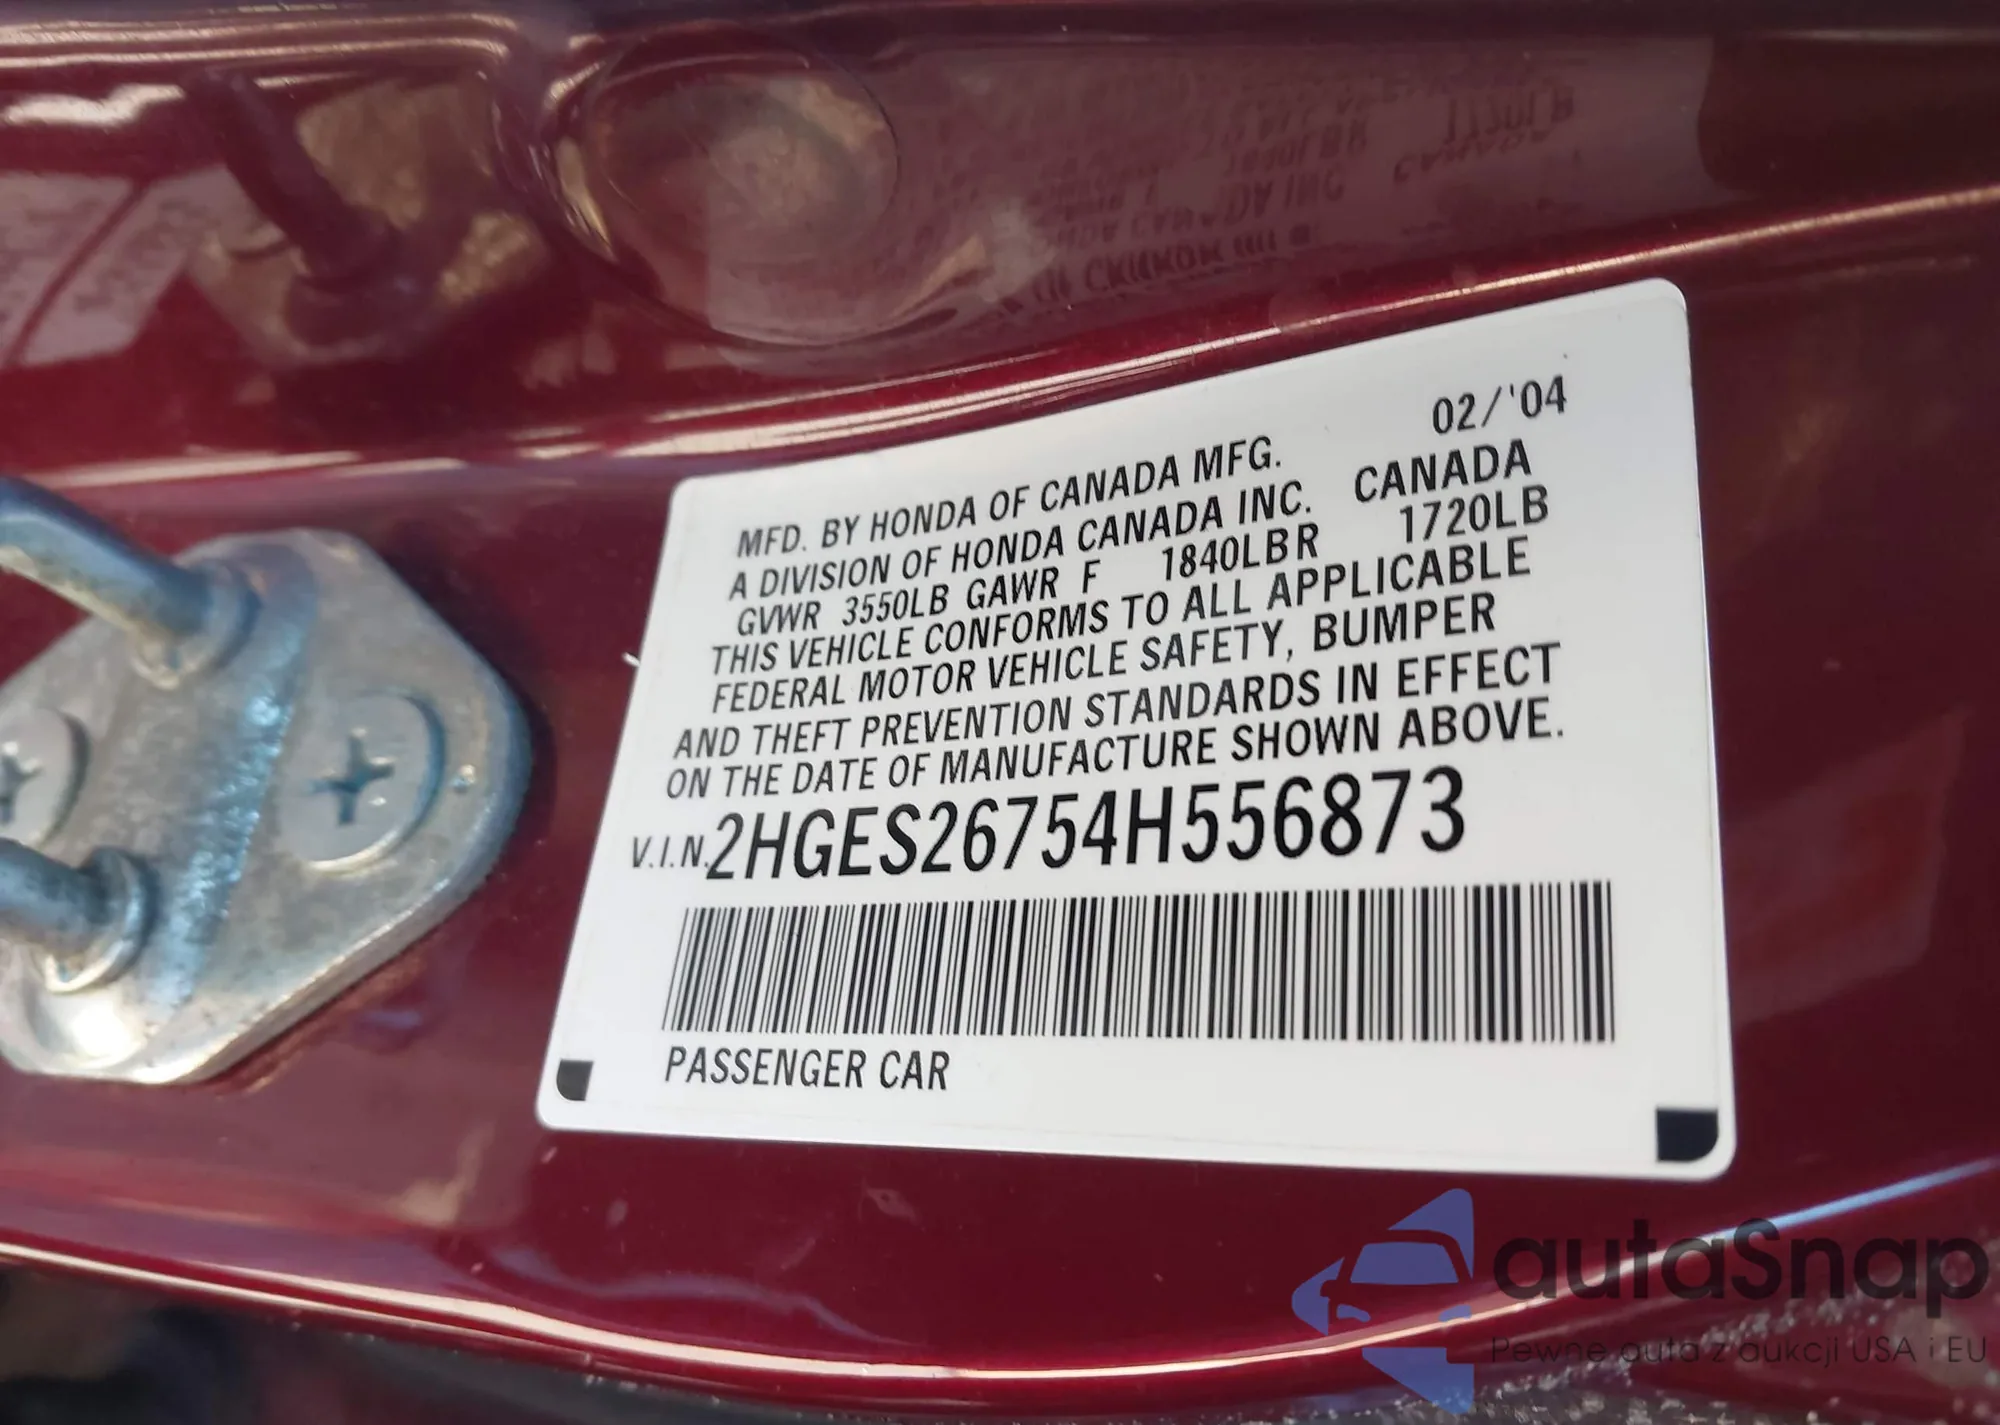 02/'04
MFD. BY HONDA OF CANADA MFG.
A DIVISION OF HONDA CANADA INC. CANADA
GVWR 3550LB GAWR F 1840LBR 1720LB
THIS VEHICLE CONFORMS TO ALL APPLICABLE
FEDERAL MOTOR VEHICLE SAFETY, BUMPER
AND THEFT PREVENTION STANDARDS IN EFFECT
ON THE DATE OF MANUFACTURE SHOWN ABOVE.
V.I.N. 2HGES26754H556873
PASSENGER CAR
autaSnap
Pewne auta z aukcji USA i EU